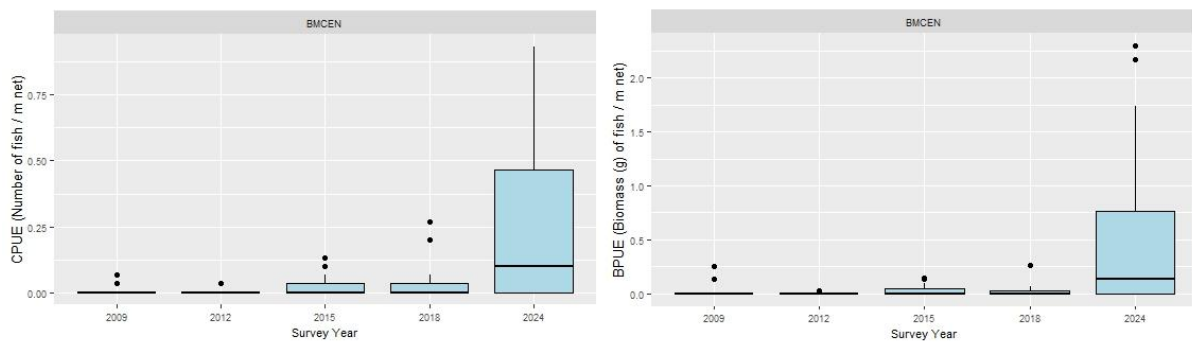 BMCEN
CPUE (Number of fish / m net)
0.75
0.50
0.25
0.00
2009 2012 2015 2018 2024
Survey Year
BMCEN
BPUE (Biomass (g) of fish / m net)
2.0
1.5
1.0
0.5
0.0
2009 2012 2015 2018 2024
Survey Year